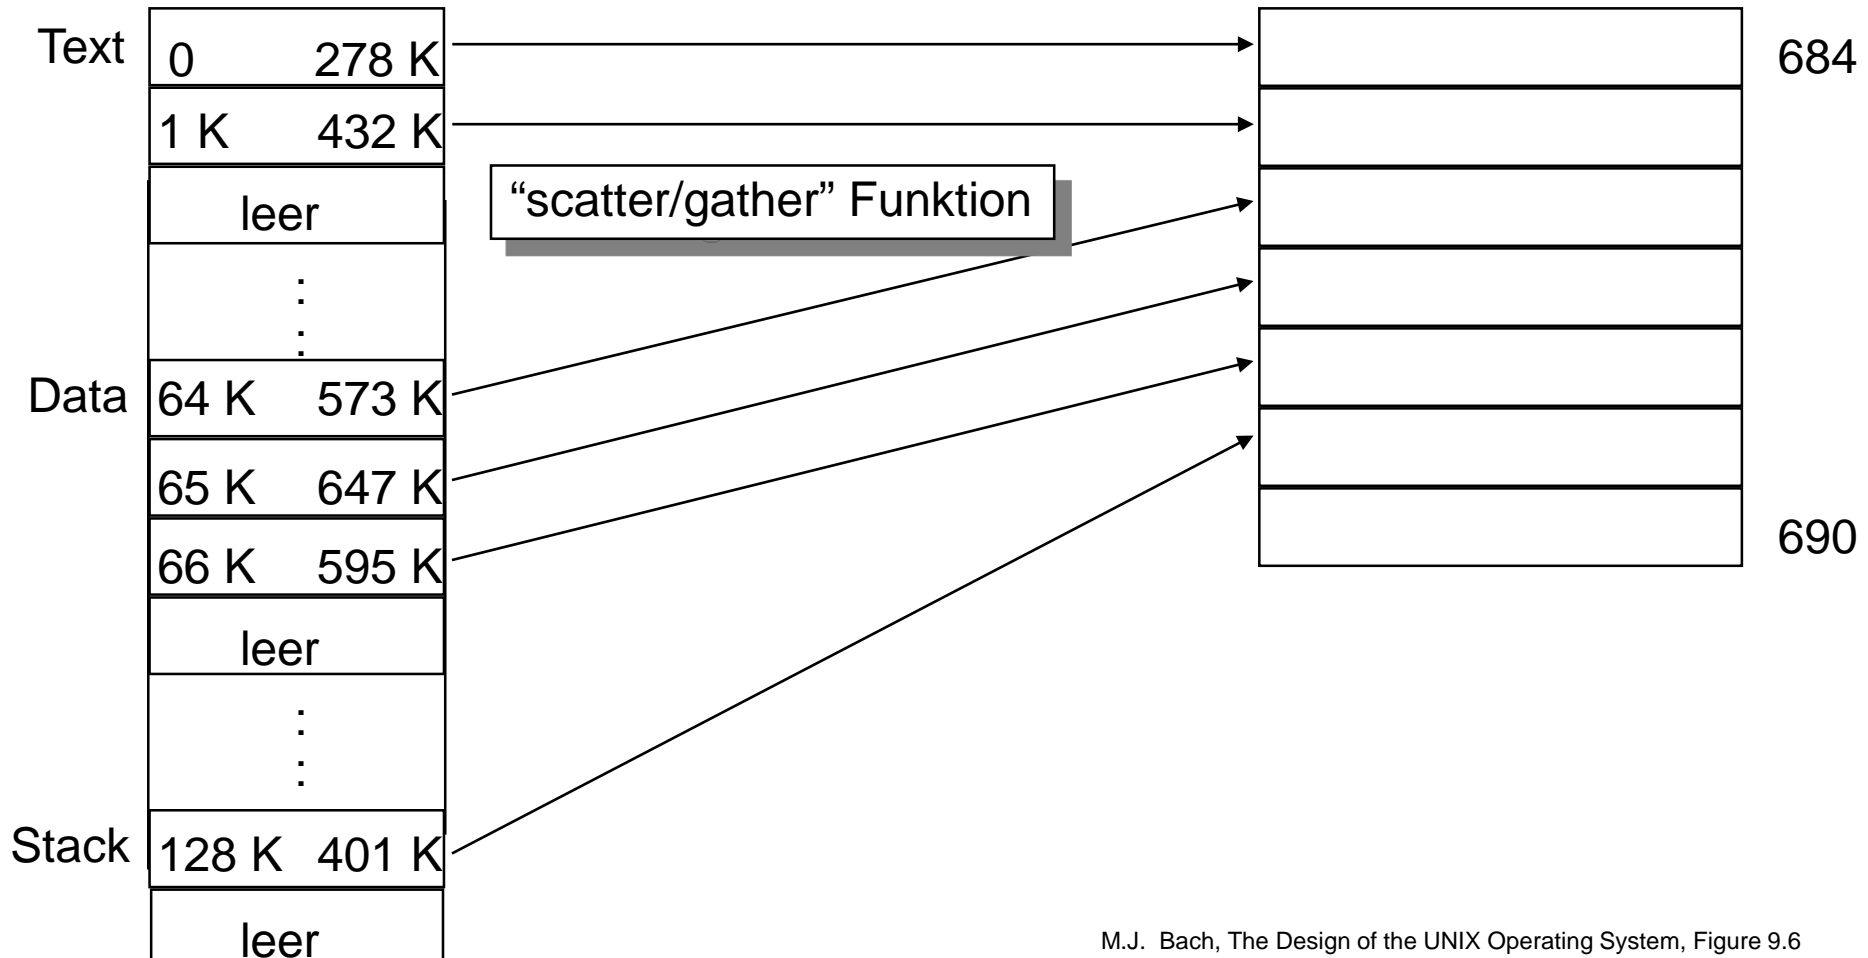 Text 0 278 K 684
1 K 432 K
“scatter/gather” Funktion
leer
:
:
Data 64 K 573 K
65 K 647 K
66 K 595 K 690
leer
:
:
Stack 128 K 401 K
leer
M.J. Bach, The Design of the UNIX Operating System, Figure 9.6